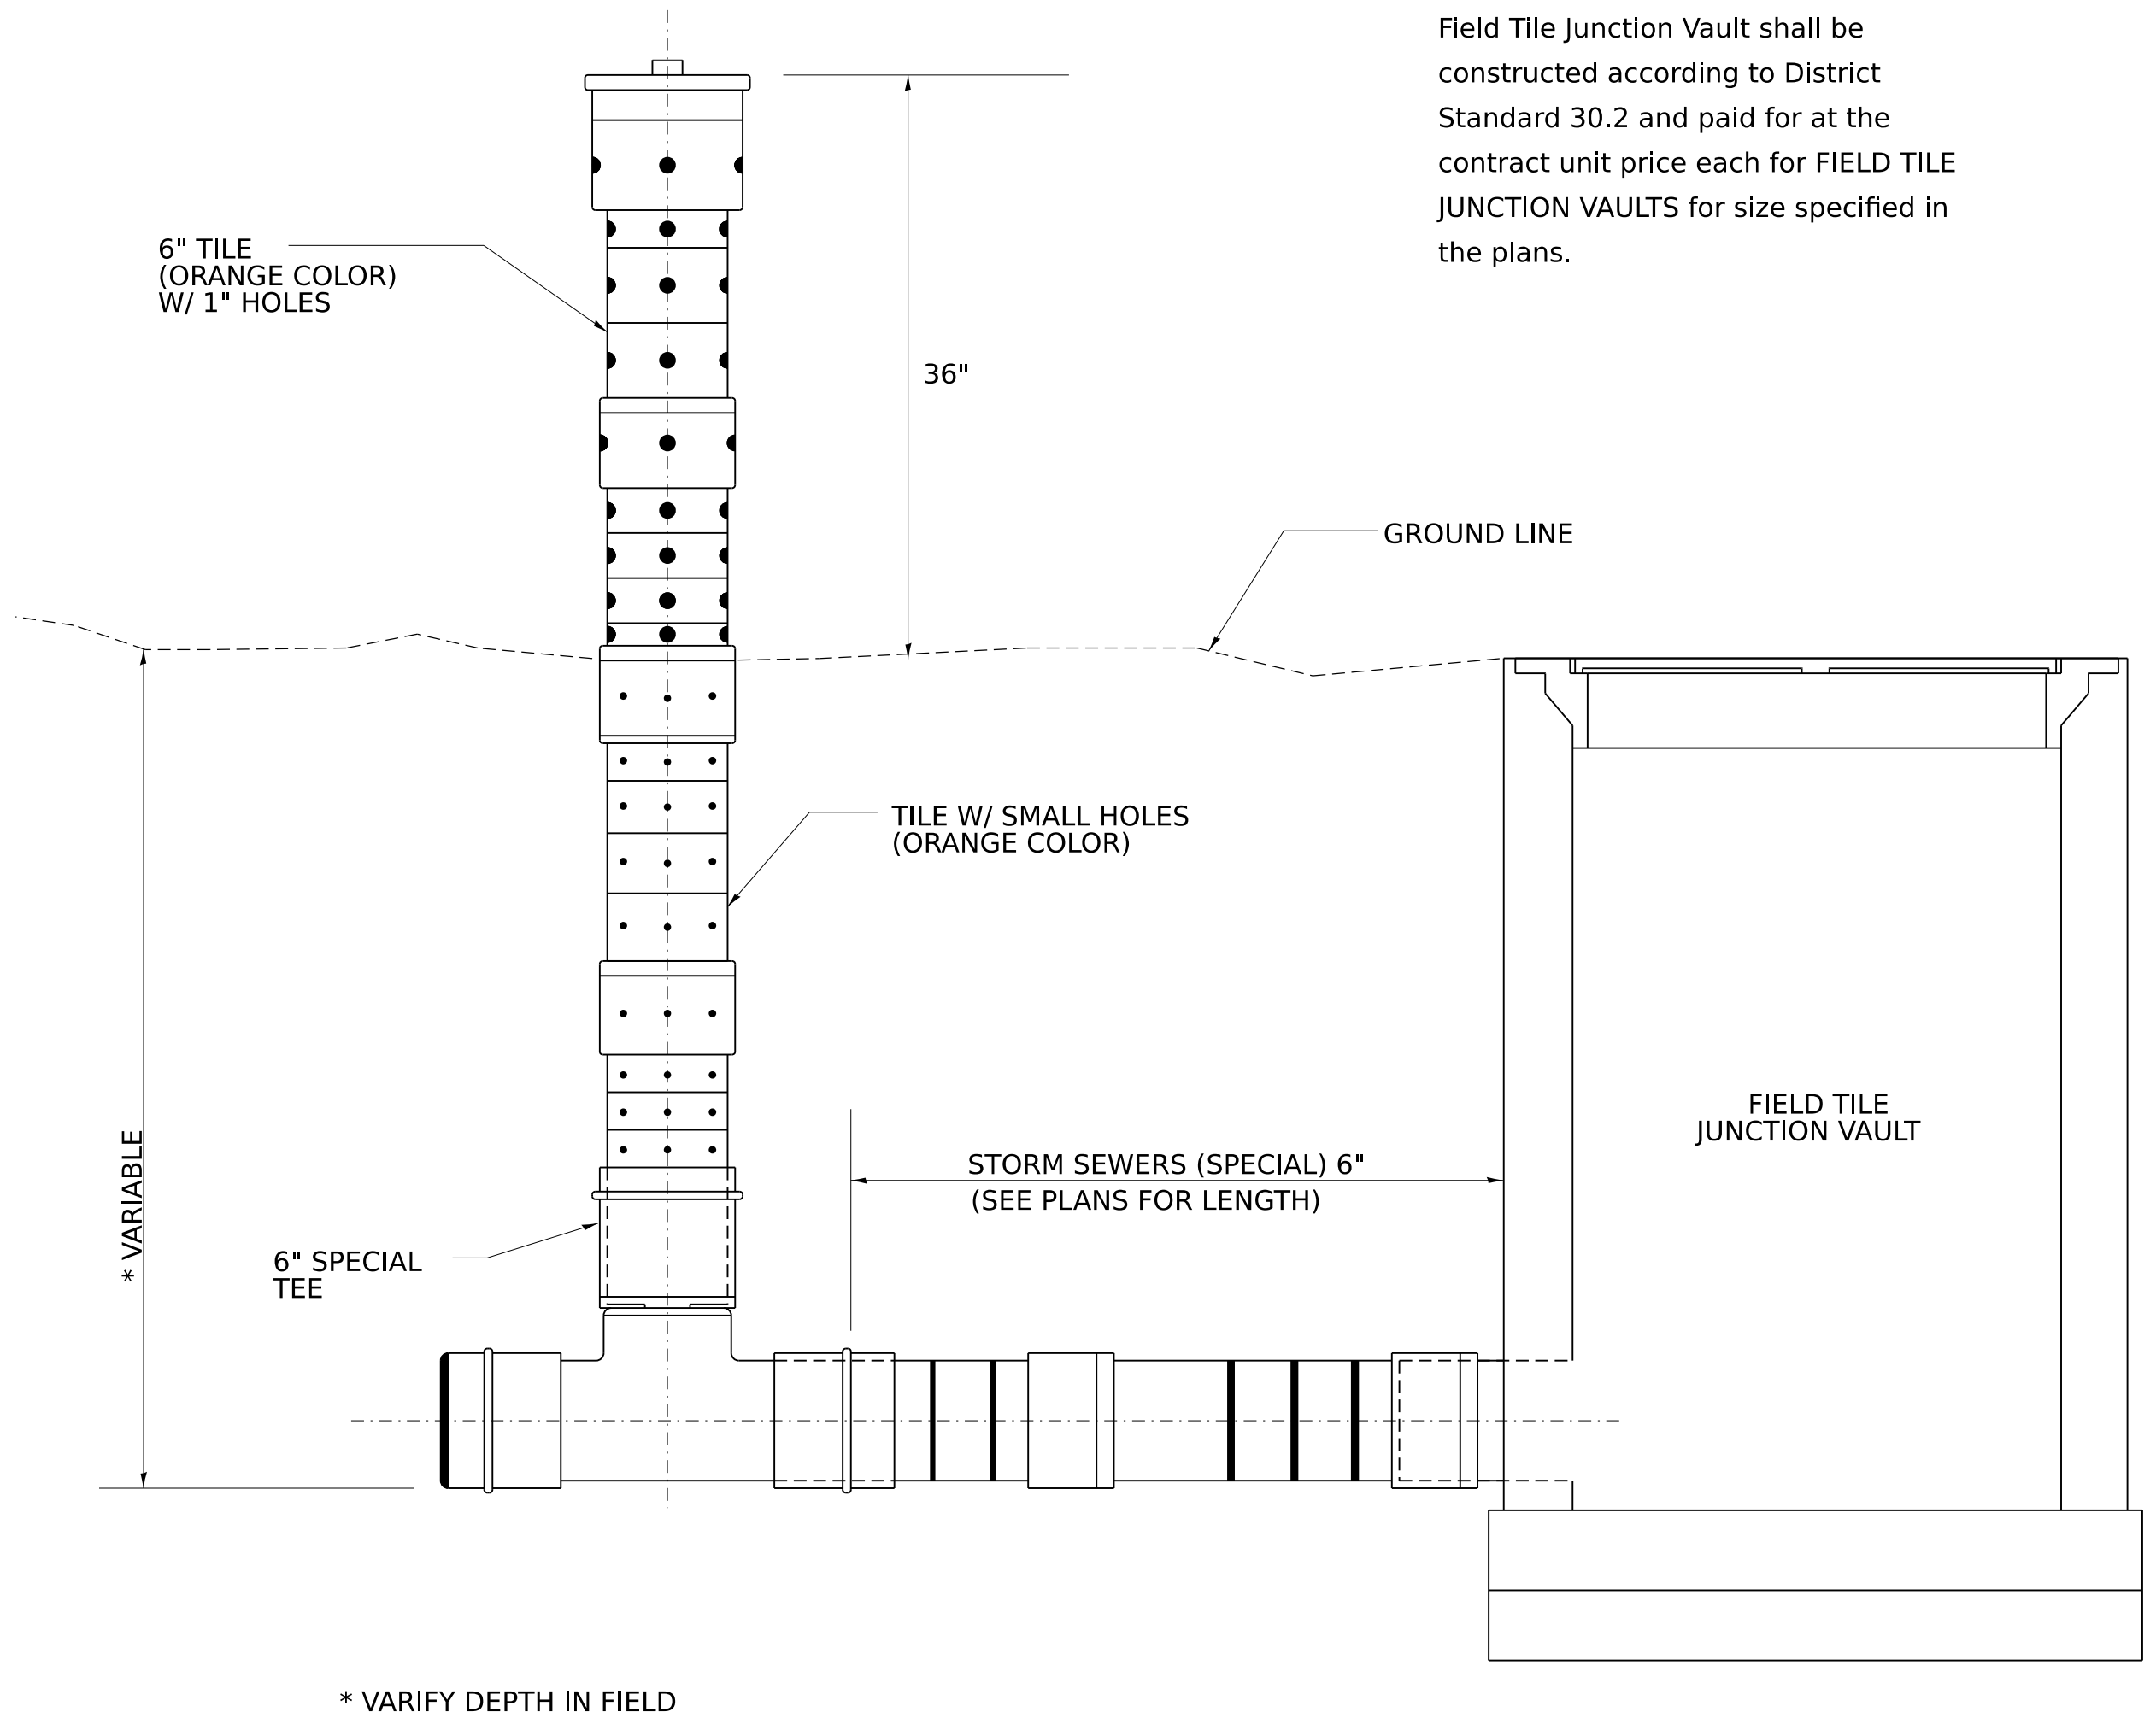 Field Tile Junction Vault shall be
constructed according to District
Standard 30.2 and paid for at the
contract unit price each for FIELD TILE
JUNCTION VAULTS for size specified in
the plans.
6" TILE
(ORANGE COLOR)
W/ 1" HOLES
36"
GROUND LINE
TILE W/ SMALL HOLES
(ORANGE COLOR)
FIELD TILE
JUNCTION VAULT
STORM SEWERS (SPECIAL) 6"
(SEE PLANS FOR LENGTH)
* VARIABLE
6" SPECIAL
TEE
* VARIFY DEPTH IN FIELD